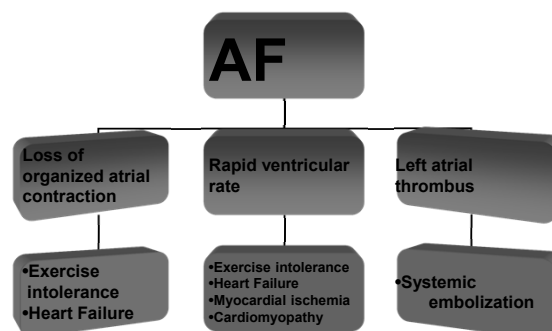 AF
Loss of
organized atrial
contraction
Rapid ventricular
rate
Left atrial
thrombus
•Exercise
intolerance
•Heart Failure
•Exercise intolerance
•Heart Failure
•Myocardial ischemia
•Cardiomyopathy
•Systemic
embolization